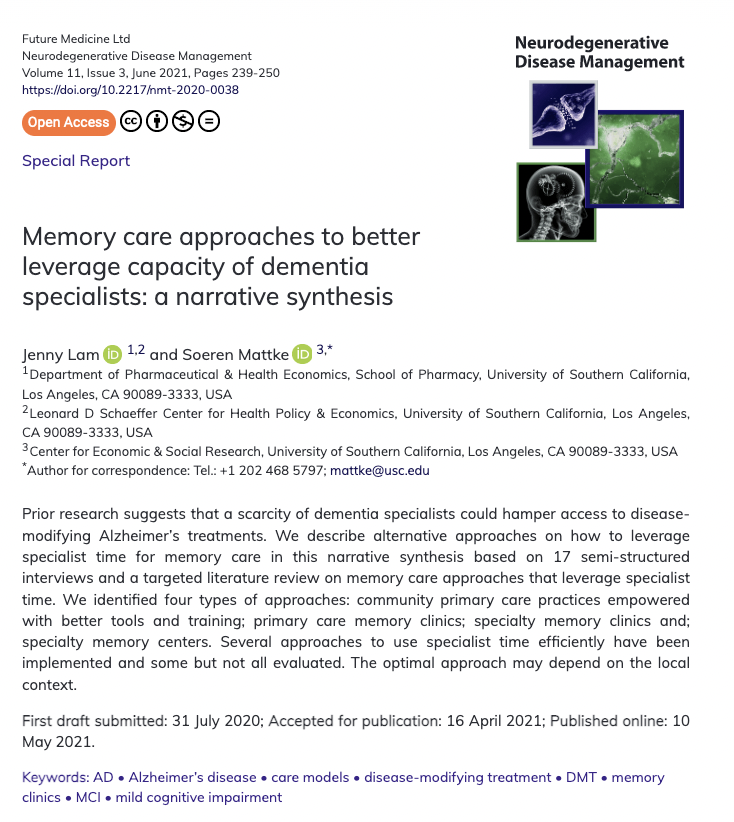 Future Medicine Ltd
Neurodegenerative Disease Management
Volume 11, Issue 3, June 2021, Pages 239-250
https://doi.org/10.2217/nmt-2020-0038
Neurodegenerative
Disease Management
Open Access cc $ =
Special Report
Memory care approaches to better
leverage capacity of dementia
specialists: a narrative synthesis
Jenny Lam iD 1,2 and Soeren Mattke iD 3,*
1Department of Pharmaceutical & Health Economics, School of Pharmacy, University of Southern California,
Los Angeles, CA 90089-3333, USA
2Leonard D Schaeffer Center for Health Policy & Economics, University of Southern California, Los Angeles,
CA 90089-3333, USA
3Center for Economic & Social Research, University of Southern California, Los Angeles, CA 90089-3333, USA
*Author for correspondence: Tel.: +1 202 468 5797; mattke@usc.edu
Prior research suggests that a scarcity of dementia specialists could hamper access to disease-
modifying Alzheimer's treatments. We describe alternative approaches on how to leverage
specialist time for memory care in this narrative synthesis based on 17 semi-structured
interviews and a targeted literature review on memory care approaches that leverage specialist
time. We identified four types of approaches: community primary care practices empowered
with better tools and training; primary care memory clinics; specialty memory clinics and;
specialty memory centers. Several approaches to use specialist time efficiently have been
implemented and some but not all evaluated. The optimal approach may depend on the local
context.
First draft submitted: 31 July 2020; Accepted for publication: 16 April 2021; Published online: 10
May 2021.
Keywords: AD • Alzheimer's disease • care models • disease-modifying treatment • DMT • memory
clinics • MCI • mild cognitive impairment